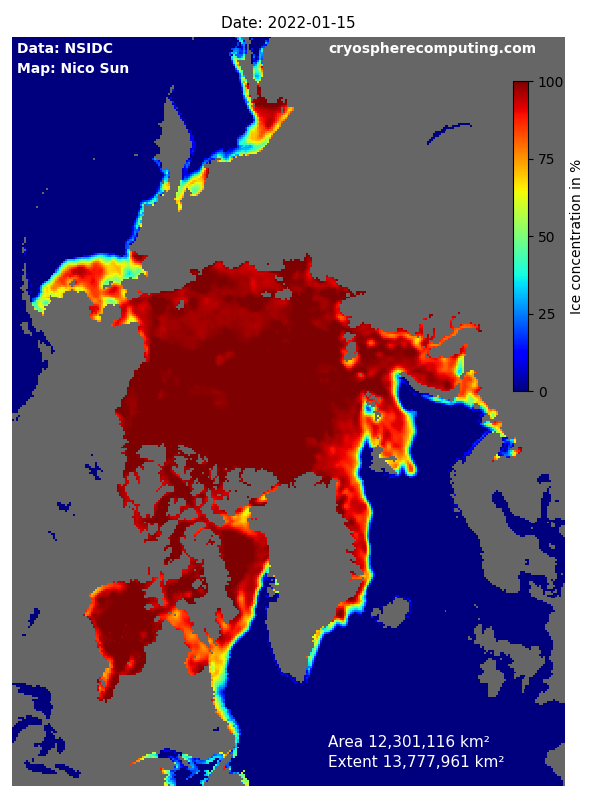 Date: 2022-01-15
Data: NSIDC
cryospherecomputing.com
Map: Nico Sun
100
75
50
25
0
Ice concentration in %
Area 12,301,116 km²
Extent 13,777,961 km²